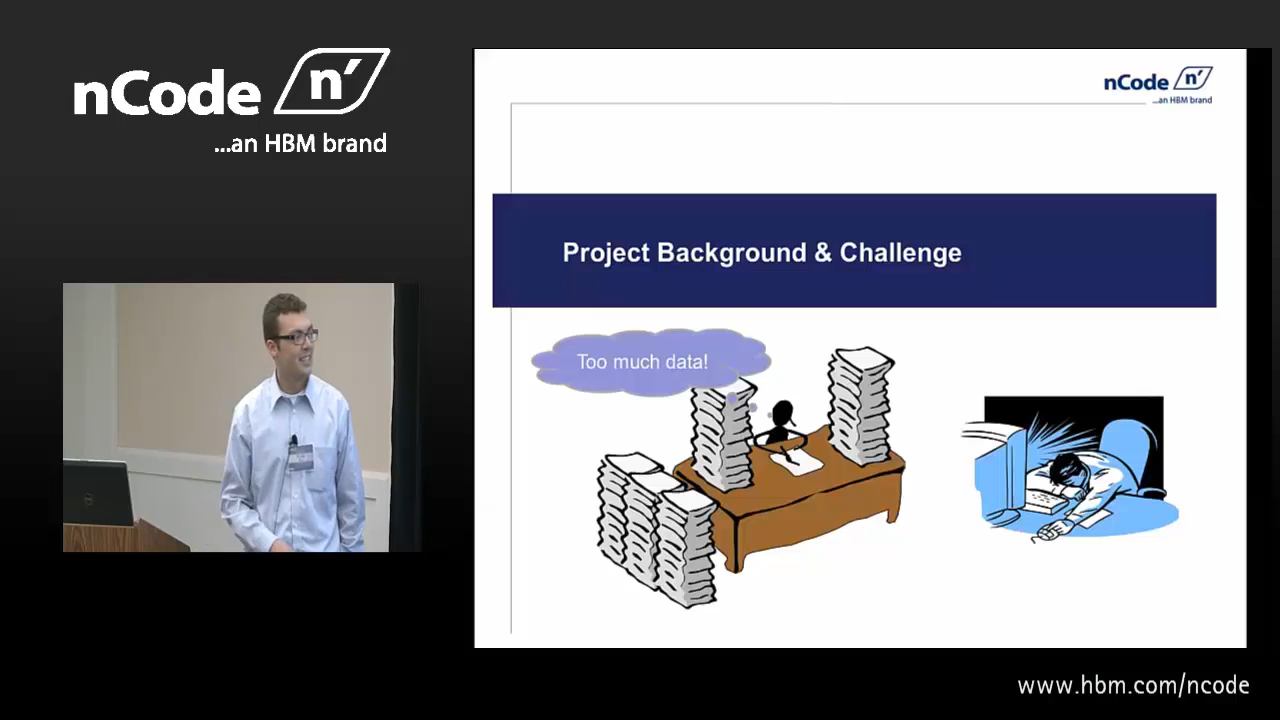 nCode n'
...an HBM brand
nCode n'
...an HBM brand
Project Background & Challenge
Too much data!
www.hbm.com/ncode